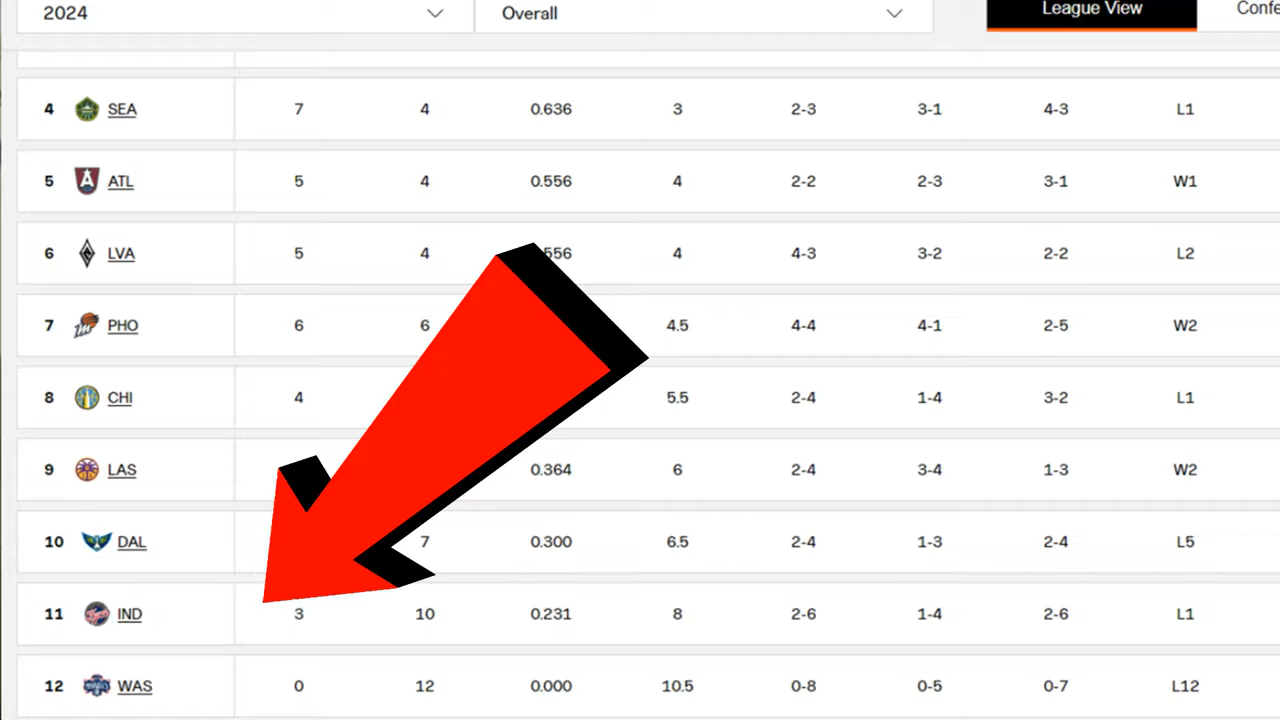 2024 Overall League View Confe
4 SEA 7 4 0.636 3 2-3 3-1 4-3 L1
5 ATL 5 4 0.556 4 2-2 2-3 3-1 W1
6 LVA 5 4 556 4 4-3 3-2 2-2 L2
7 PHO 6 6 4.5 4-4 4-1 2-5 W2
8 CHI 4 5.5 2-4 1-4 3-2 L1
9 LAS 0.364 6 2-4 3-4 1-3 W2
10 DAL 7 0.300 6.5 2-4 1-3 2-4 L5
11 IND 3 10 0.231 8 2-6 1-4 2-6 L1
12 WAS 0 12 0.000 10.5 0-8 0-5 0-7 L12